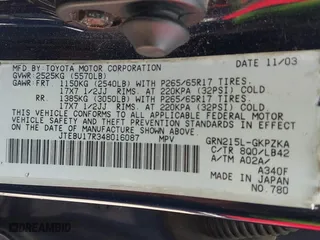 MFD BY TOYOTA MOTOR CORPORATION DATE 11/03
GVWR 2525KG (5570LB)
GAWR FRT 1150KG (2540LB) WITH P265/65R17 TIRES.
17X7 1/2JJ RIMS AT 220KPA (32PSI) COLD.
RR 1385KG (3050LB) WITH P265/65R17 TIRES.
17X7 1/2JJ RIMS AT 220KPA (32PSI) COLD.
THIS VEHICLE CONFORMS TO ALL APPLICABLE FEDERAL MOTOR
VEHICLE SAFETY AND THEFT PREVENTION STANDARDS IN EFFECT
ON THE DATE OF MANUFACTURE SHOWN ABOVE.
JTEBU17R348016087 MPV GRN215L-GKPZKA
C/TR 8Q0/LB42
A/TM A02A/
A340F
MADE IN JAPAN
NO.780